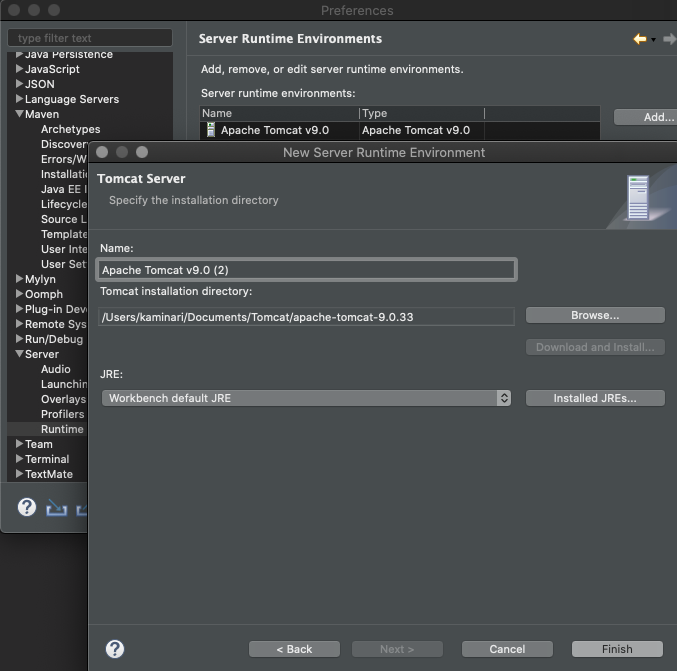 Preferences
type filter text
Java Persistence
JavaScript
JSON
Language Servers
Maven
Archetypes
Errors/W
Java EE I
Lifecycle
Source L
Template
User Inte
User Set
Mylyn
Oomph
Plug-in Dev
Remote Sys
Run/Debug
Server
Audio
Launchin
Overlays
Profilers
Runtime
Team
Terminal
TextMate
Server Runtime Environments
Add, remove, or edit server runtime environments.
Server runtime environments:
Name Type
Apache Tomcat v9.0 Apache Tomcat v9.0
Add...
New Server Runtime Environment
Tomcat Server
Specify the installation directory
Name:
Apache Tomcat v9.0 (2)
Tomcat installation directory:
/Users/kaminari/Documents/Tomcat/apache-tomcat-9.0.33
Browse...
Download and Install...
JRE:
Workbench default JRE
Installed JREs...
?
?
< Back
Next >
Cancel
Finish